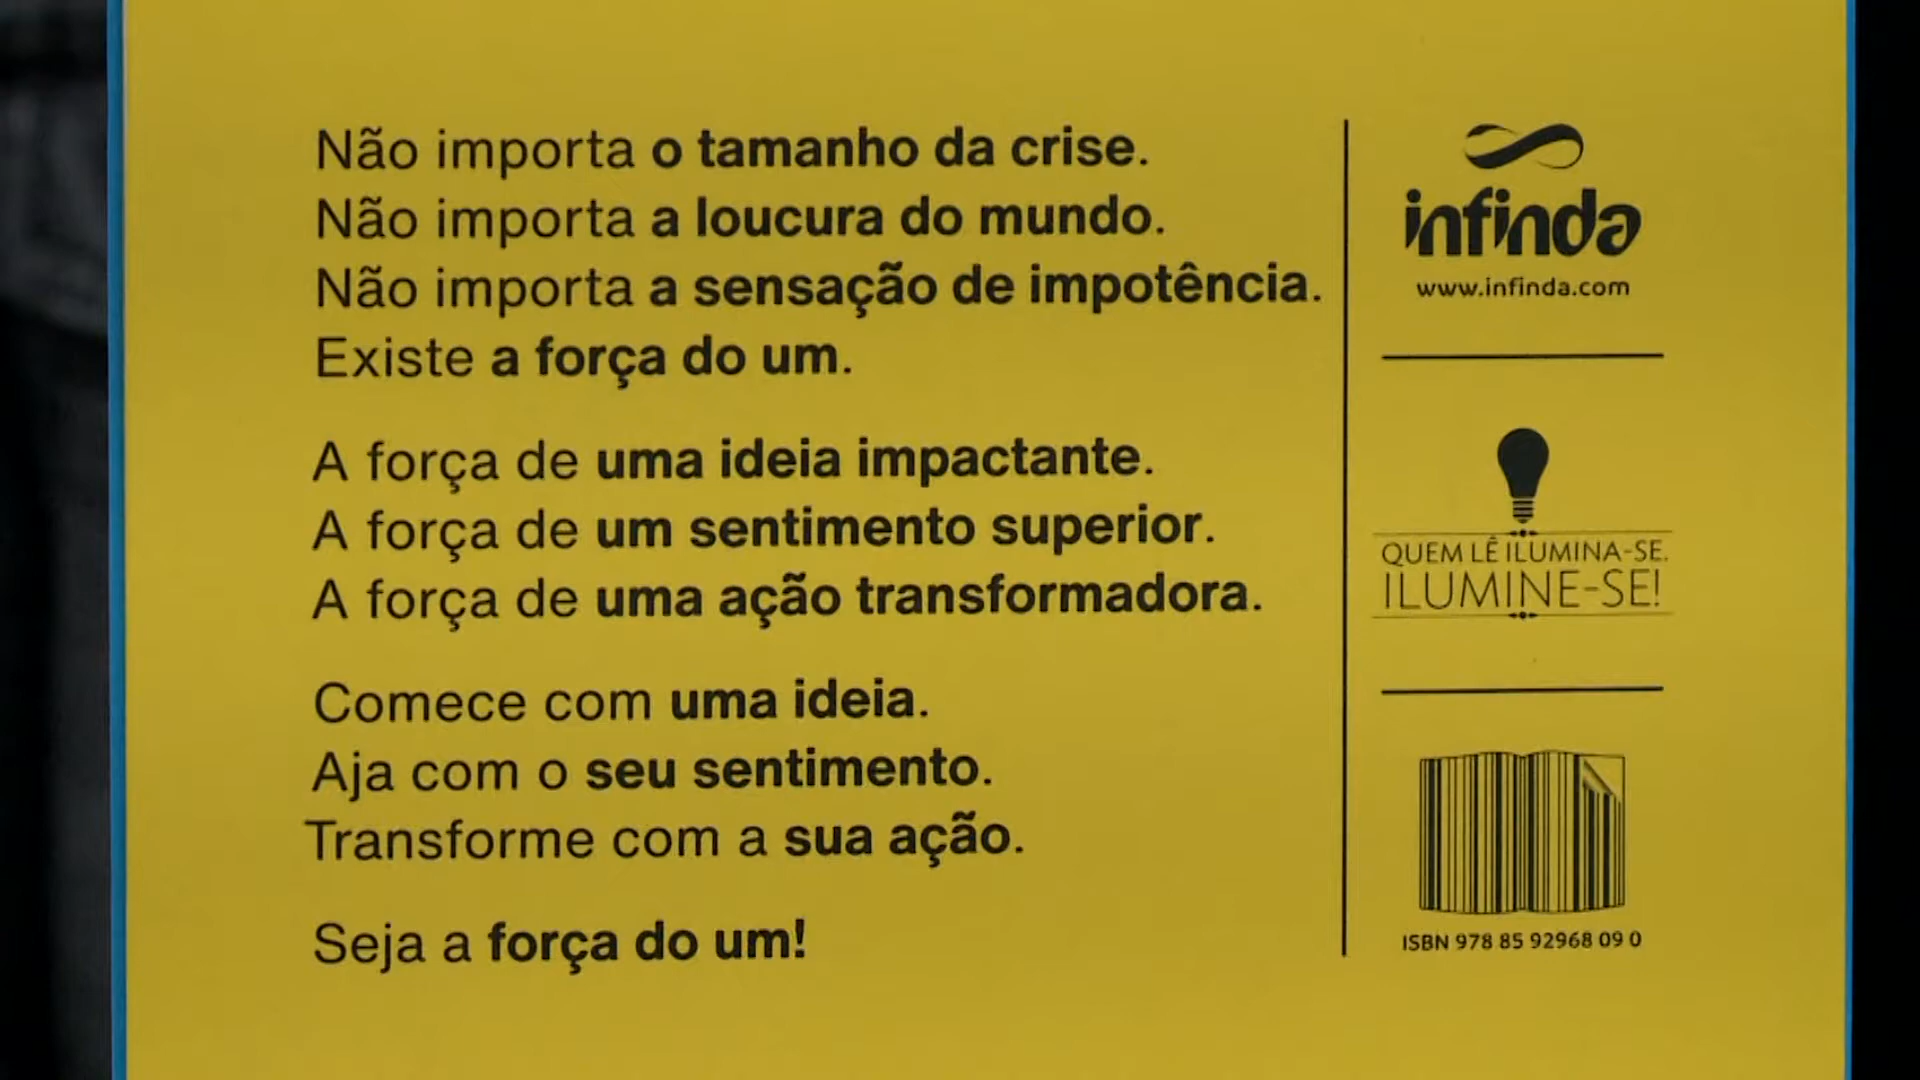 Não importa o tamanho da crise.
Não importa a loucura do mundo.
Não importa a sensação de impotência.
Existe a força do um.
A força de uma ideia impactante.
A força de um sentimento superior.
A força de uma ação transformadora.
Comece com uma ideia.
Aja com o seu sentimento.
Transforme com a sua ação.
Seja a força do um!
infinda
www.infinda.com
QUEM LÊ ILUMINA-SE.
ILUMINE-SE!
ISBN 978 85 92968 09 0